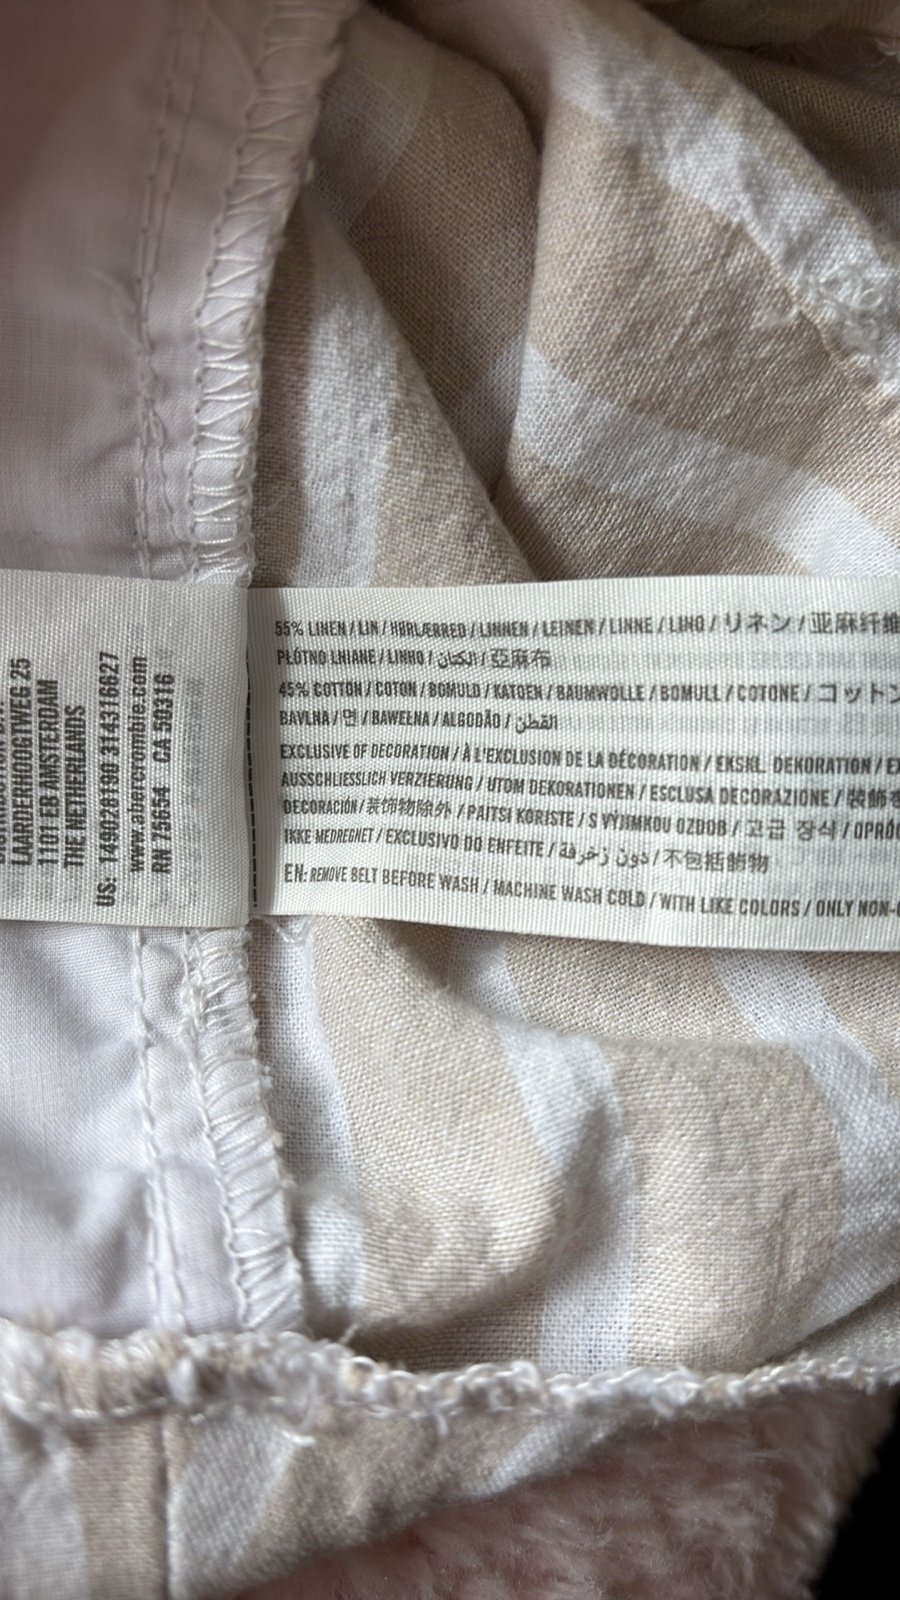 55% LINEN / LIN / HØRLÆRRED / LINNEN / LEINEN / LINNE / LINO / リネン / 亚麻纤维
PŁÓTNO LNIANE / LINHO / الكتان / 亞麻布
45% COTTON / COTON / BOMULD / KATOEN / BAUMWOLLE / BOMULL / COTONE / コットン
BAVLNA / 면 / BAWEŁNA / ALGODÃO / القطن
EXCLUSIVE OF DECORATION / À L'EXCLUSION DE LA DÉCORATION / EKSKL. DEKORATION /
AUSSCHLIESSLICH VERZIERUNG / UTOM DEKORATIONEN / ESCLUSA DECORAZIONE / 裝飾
DECORACIÓN / 装饰物除外 / PAITSI KORISTE / S VÝJIMKOU OZDOB / 고급 장식 /
IKKE MEDREGNET / EXCLUSIVO DO ENFEITE / دون زخرفة / 不包括飾物
EN: REMOVE BELT BEFORE WASH / MACHINE WASH COLD / WITH LIKE COLORS / ONLY NON-
LAARDERHOOGTWEG 25
1101 EB AMSTERDAM
THE NETHERLANDS
US: 149028190 314316627
www.abercrombie.com
RN 75654 CA 50316